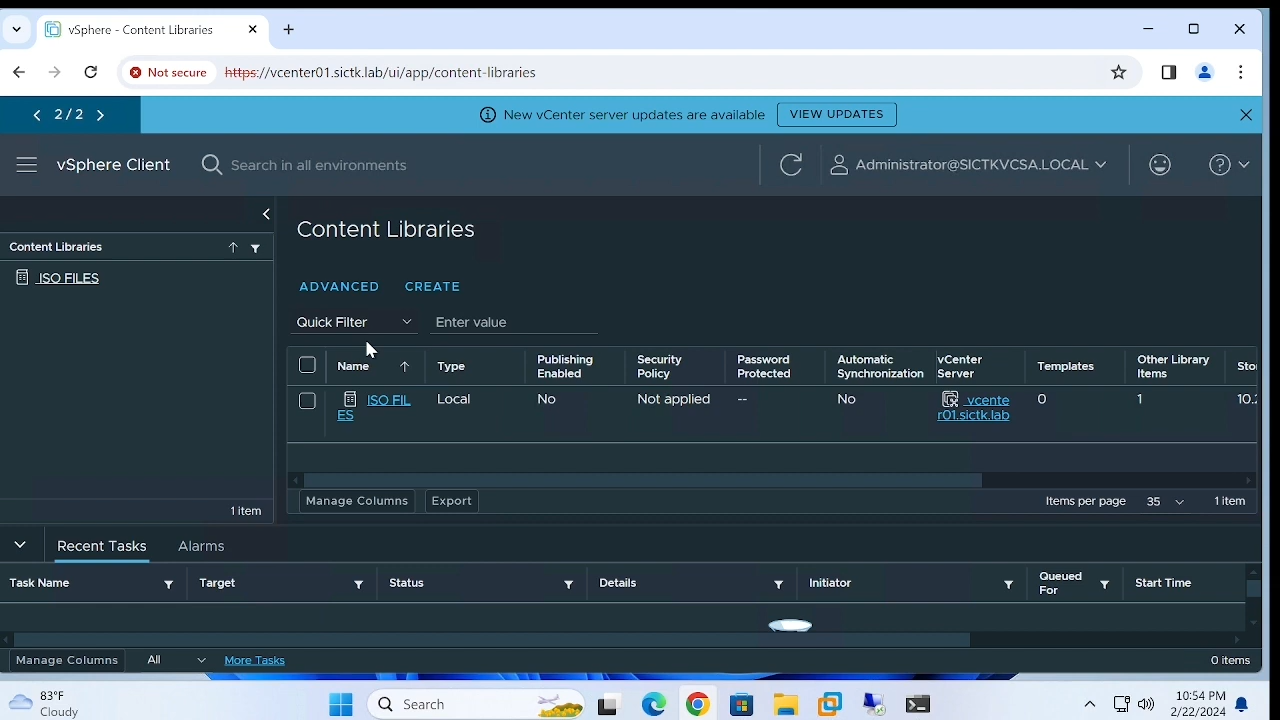 vSphere - Content Libraries
Not secure https://vcenter01.sictk.lab/ui/app/content-libraries
2 / 2
New vCenter server updates are available VIEW UPDATES
vSphere Client Search in all environments Administrator@SICTKVCSA.LOCAL
Content Libraries
ISO FILES
1 item
Content Libraries
ADVANCED CREATE
Quick Filter Enter value
Name Type Publishing Enabled Security Policy Password Protected Automatic Synchronization vCenter Server Templates Other Library Items Sto
ISO FIL Local No Not applied -- No vcente 0 1 10.
ES r01.sictk.lab
Manage Columns Export Items per page 35 1 item
Recent Tasks Alarms
Task Name Target Status Details Initiator Queued For Start Time
Manage Columns All More Tasks 0 items
83°F
Cloudy
Search
10:54 PM
2/22/2024